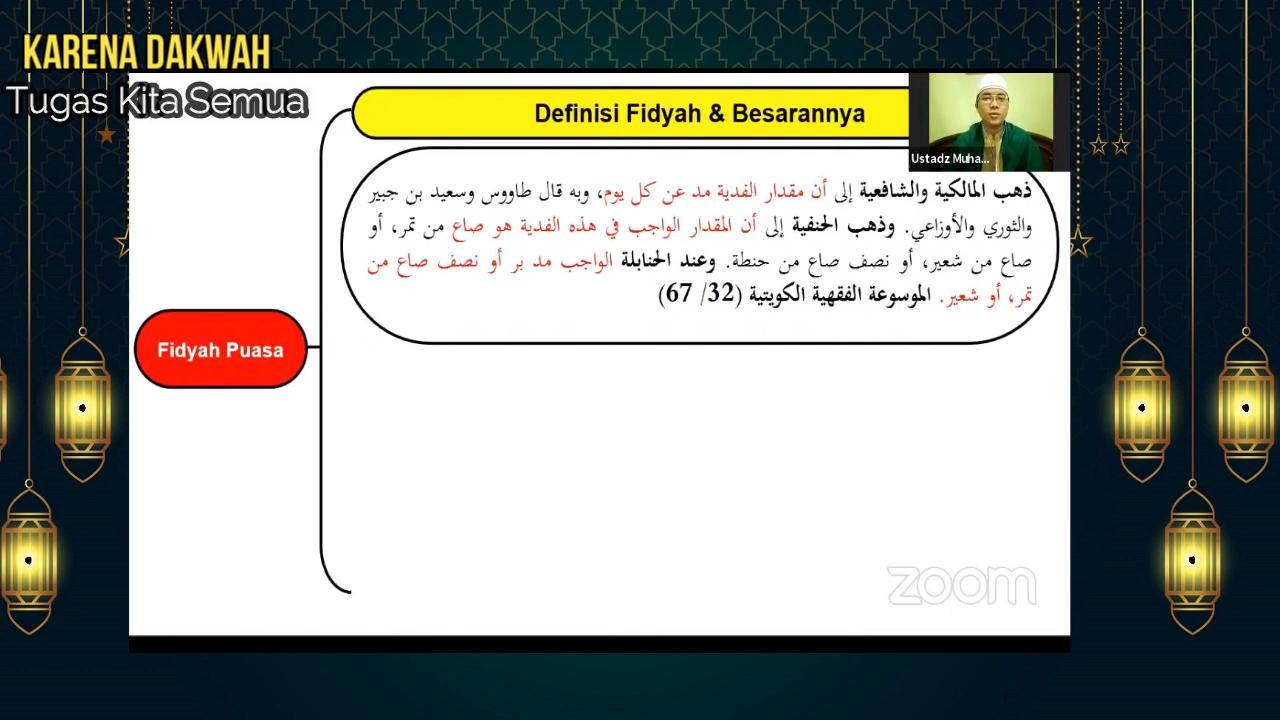 KARENA DAKWAH
Tugas Kita Semua
Definisi Fidyah & Besarannya
Ustadz Muha...
ذهب المالكية والشافعية إلى أن مقدار الفدية مد عن كل يوم، وبه قال طاووس وسعيد بن جبير
والثوري والأوزاعي. وذهب الحنفية إلى أن المقدار الواجب في هذه الفدية هو صاع من تمر، أو
صاع من شعير، أو نصف صاع من حنطة. وعند الحنابلة الواجب مد بر أو نصف صاع من
تمر، أو شعير. الموسوعة الفقهية الكويتية (32/ 67)
Fidyah Puasa
zoom